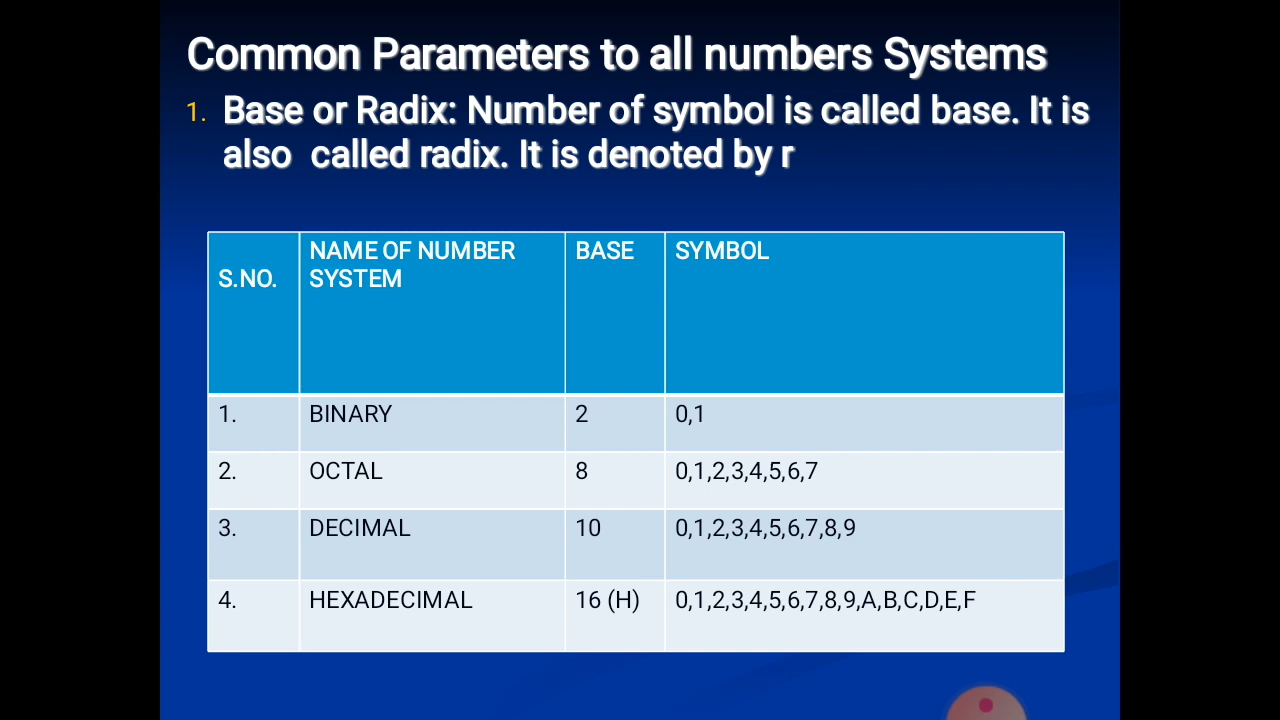 Common Parameters to all numbers Systems
1. Base or Radix: Number of symbol is called base. It is
also called radix. It is denoted by r
S.NO. NAME OF NUMBER SYSTEM BASE SYMBOL
1. BINARY 2 0,1
2. OCTAL 8 0,1,2,3,4,5,6,7
3. DECIMAL 10 0,1,2,3,4,5,6,7,8,9
4. HEXADECIMAL 16 (H) 0,1,2,3,4,5,6,7,8,9,A,B,C,D,E,F